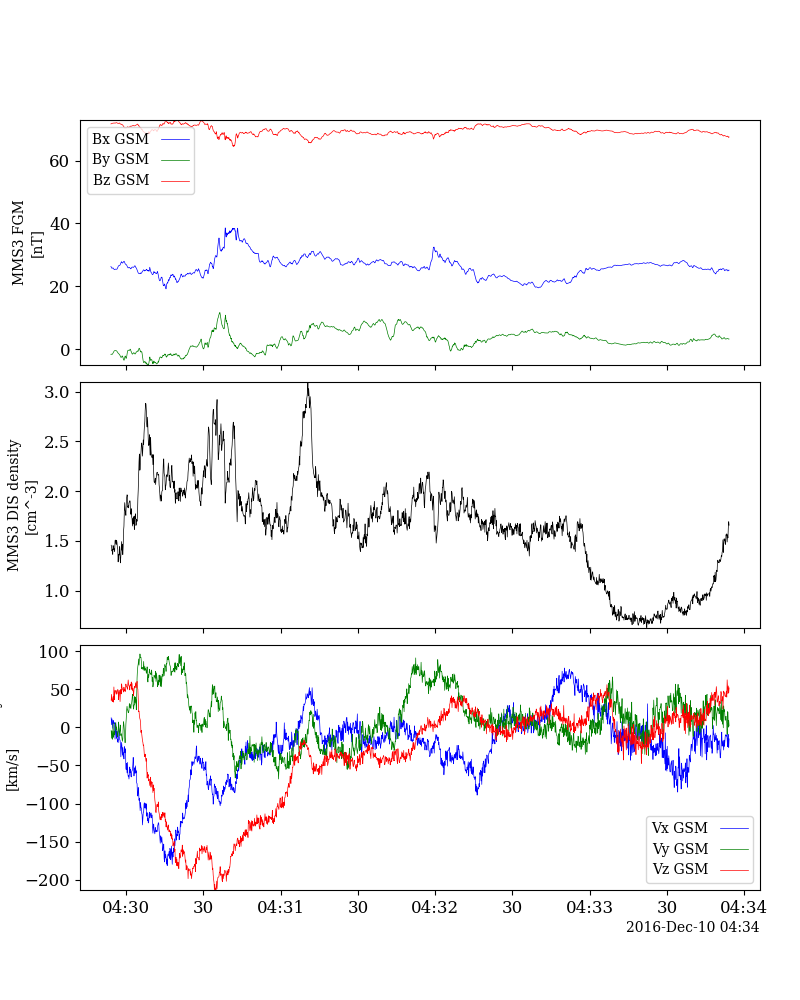 Bx GSM
By GSM
Bz GSM
60
40
20
0
MMS3 FGM
[nT]
3.0
2.5
2.0
1.5
1.0
MMS3 DIS density
[cm^-3]
100
50
0
−50
−100
−150
−200
[km/s]
Vx GSM
Vy GSM
Vz GSM
04:30 30 04:31 30 04:32 30 04:33 30 04:34
2016-Dec-10 04:34